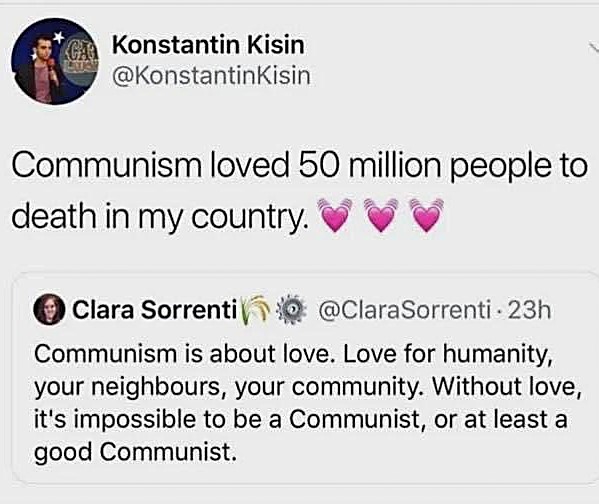 Konstantin Kisin
@KonstantinKisin
Communism loved 50 million people to
death in my country. 💓 💓 💓
Clara Sorrenti🌾⚙️ @ClaraSorrenti · 23h
Communism is about love. Love for humanity,
your neighbours, your community. Without love,
it's impossible to be a Communist, or at least a
good Communist.